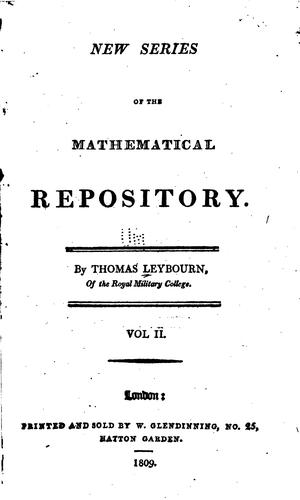 NEW SERIES
OF THE
MATHEMATICAL
REPOSITORY.
By THOMAS LEYBOURN,
Of the Royal Military College.
VOL II.
London:
PRINTED AND SOLD BY W. GLENDINNING, NO. 25,
HATTON GARDEN.
1809.